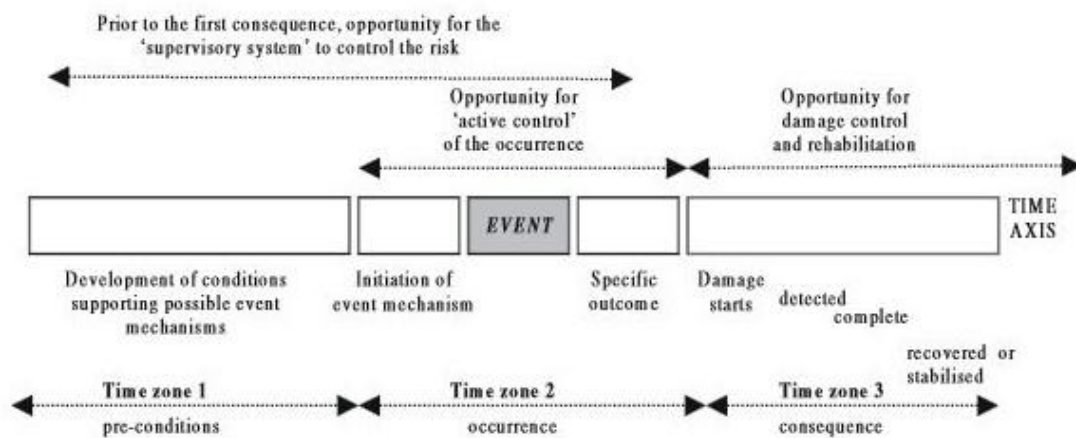 Prior to the first consequence, opportunity for the
‘supervisory system’ to control the risk
Opportunity for
‘active control’
of the occurrence
Opportunity for
damage control
and rehabilitation
EVENT
TIME
AXIS
Development of conditions
supporting possible event
mechanisms
Initiation of
event mechanism
Specific
outcome
Damage
starts
detected
complete
recovered or
stabilised
Time zone 1
pre-conditions
Time zone 2
occurrence
Time zone 3
consequence